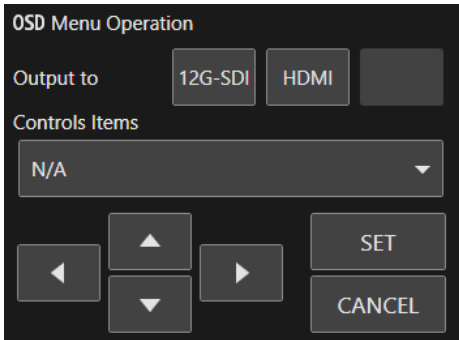 OSD Menu Operation
Output to 12G-SDI HDMI
Controls Items
N/A
SET
CANCEL